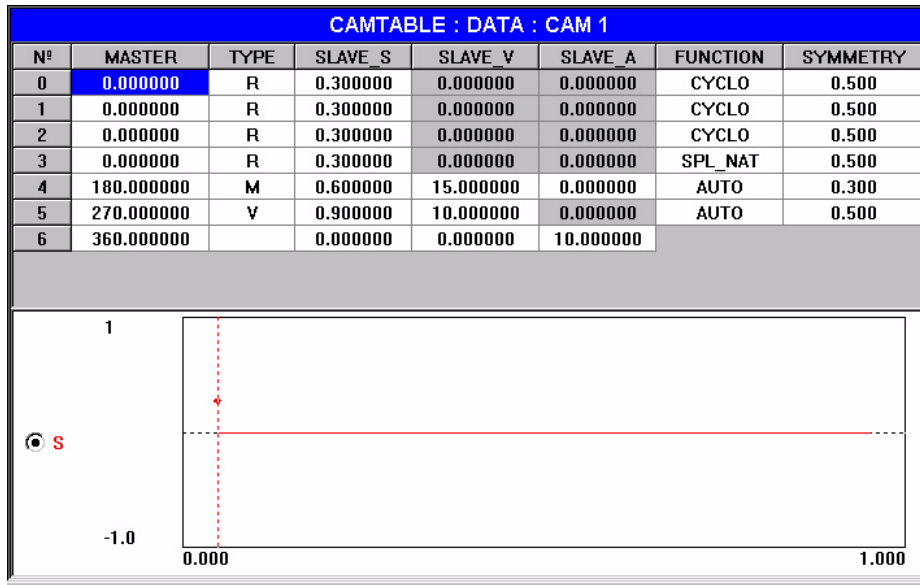 CAMTABLE : DATA : CAM 1
Nº MASTER TYPE SLAVE_S SLAVE_V SLAVE_A FUNCTION SYMMETRY
0 0.000000 R 0.300000 0.000000 0.000000 CYCLO 0.500
1 0.000000 R 0.300000 0.000000 0.000000 CYCLO 0.500
2 0.000000 R 0.300000 0.000000 0.000000 CYCLO 0.500
3 0.000000 R 0.300000 0.000000 0.000000 SPL_NAT 0.500
4 180.000000 M 0.600000 15.000000 0.000000 AUTO 0.300
5 270.000000 V 0.900000 10.000000 0.000000 AUTO 0.500
6 360.000000 0.000000 0.000000 10.000000
1
S
-1.0
0.000 1.000